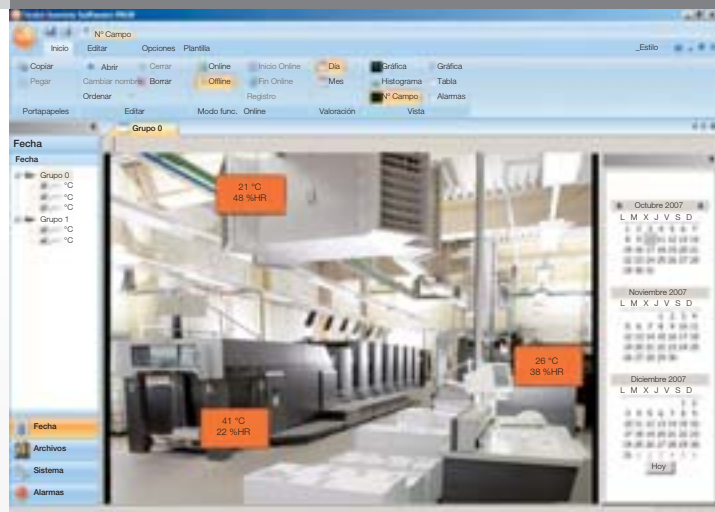 Nº Campo
Inicio Editar Opciones Plantilla _Estilo
Copiar Abrir Cerrar Online Inicio Online Día Gráfica Gráfica
Pegar Cambiar nombre Borrar Offline Fin Online Mes Histograma Tabla
Ordenar Registro Nº Campo Alarmas
Portapapeles Editar Modo func. Online Valoración Vista
Grupo 0
Fecha
Fecha
Grupo 0
°C
°C
°C
Grupo 1
°C
°C
21 °C
48 %HR
26 °C
38 %HR
41 °C
22 %HR
Octubre 2007
L M X J V S D
Noviembre 2007
L M X J V S D
Diciembre 2007
L M X J V S D
Hoy
Fecha
Archivos
Sistema
Alarmas